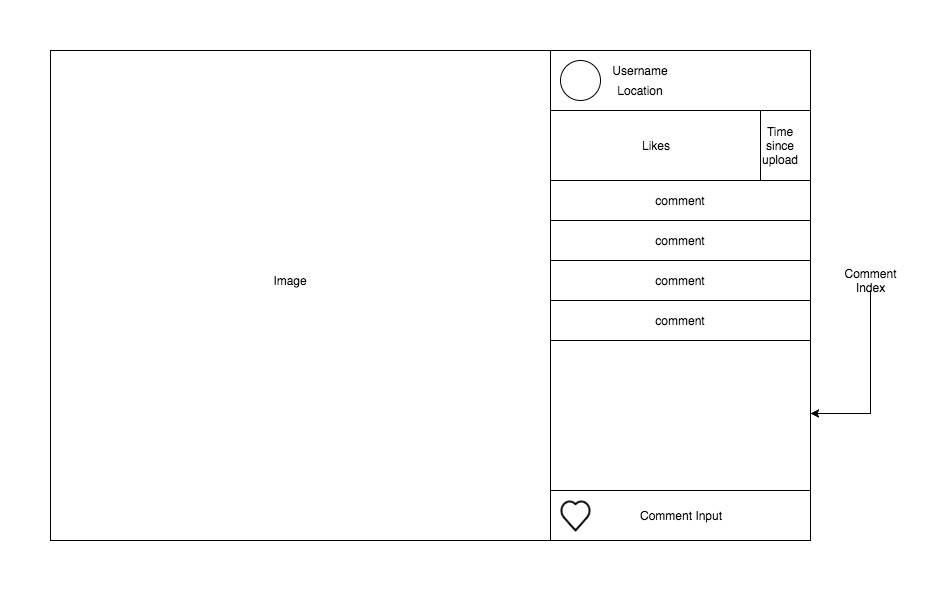 Username
Location
Likes
Time
since
upload
comment
comment
comment
comment
Image
Comment
Index
Comment Input